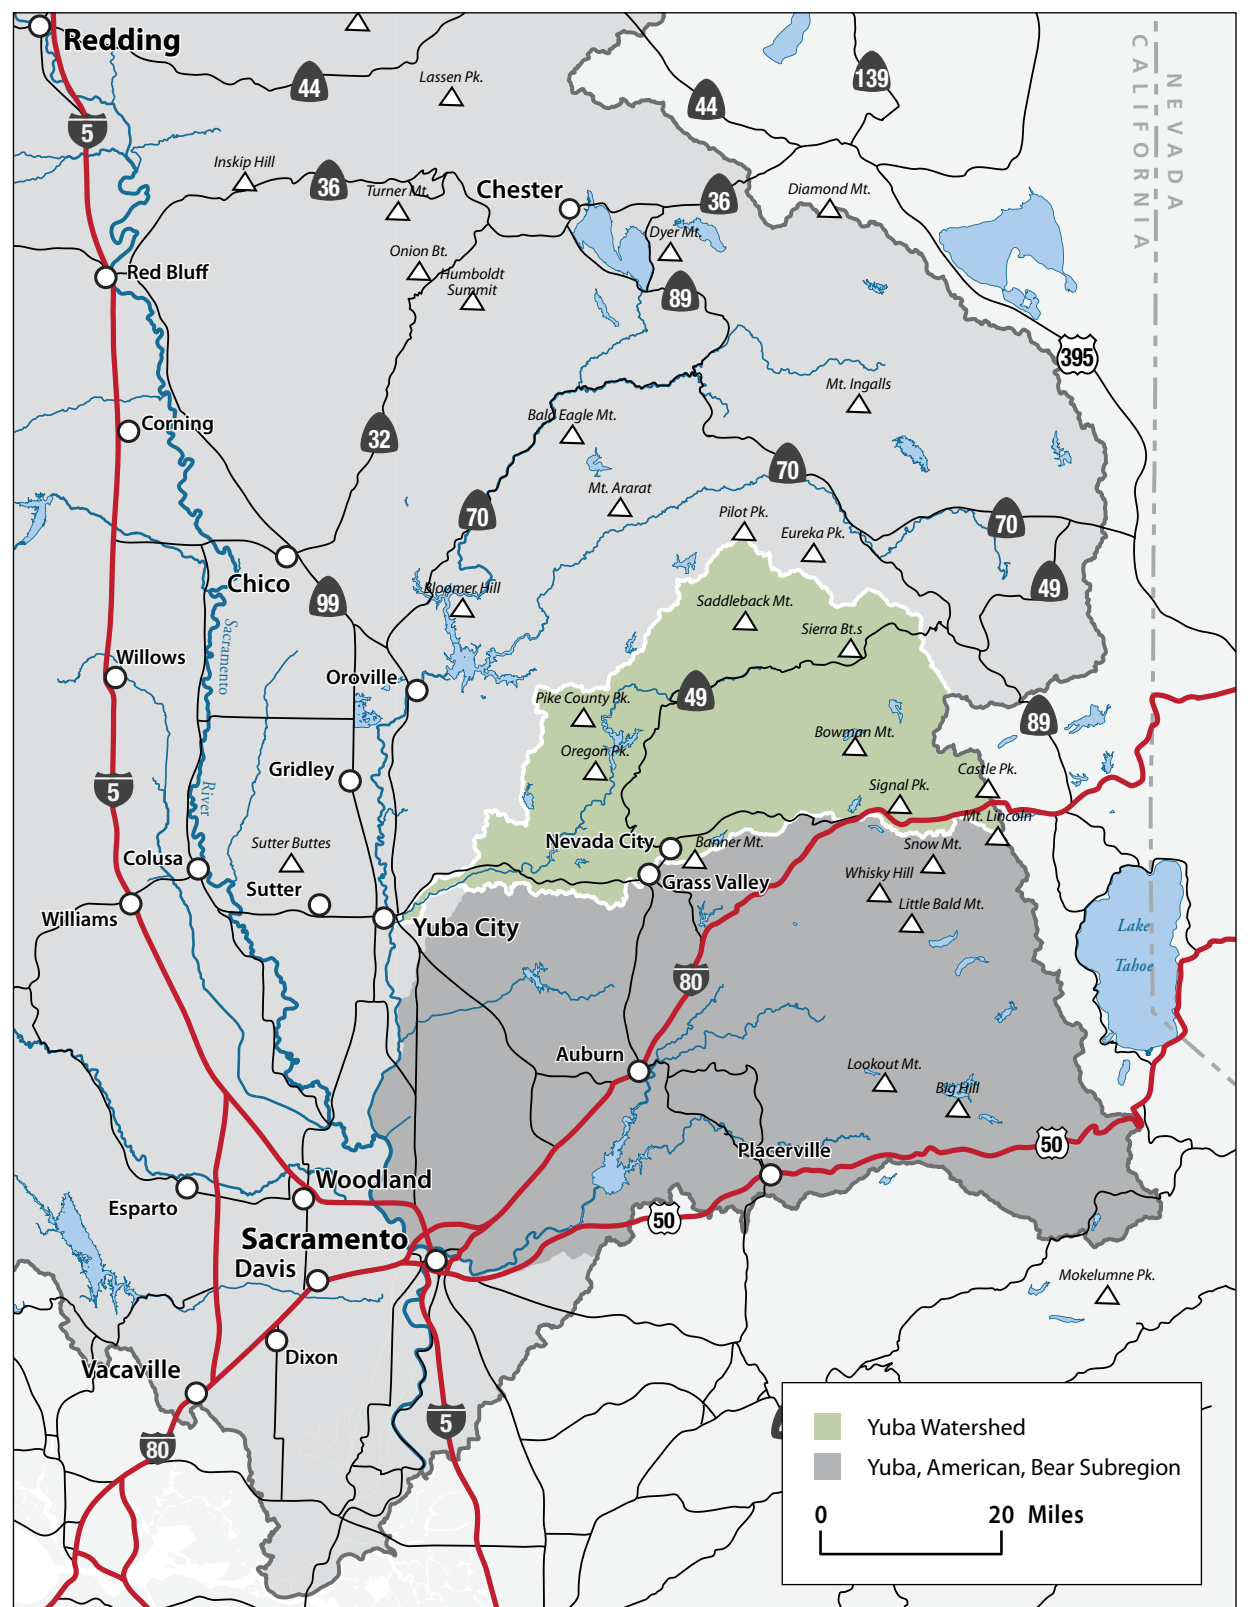 Redding
44
Lassen Pk.
44
139
CALIFORNIA
NEVADA
5
Inskip Hill
36
Turner Mt.
Chester
36
Diamond Mt.
Dyer Mt.
Onion Bt.
Humboldt
Summit
Red Bluff
89
395
Mt. Ingalls
Bald Eagle Mt.
Corning
32
70
Mt. Ararat
70
Pilot Pk.
Eureka Pk.
70
Chico
99
Bloomer Hill
49
Saddleback Mt.
Sierra Bt.s
Sacramento
Willows
Oroville
Pike County Pk.
49
89
Oregon Pk.
Bowman Mt.
Gridley
Castle Pk.
5
River
Signal Pk.
Mt. Lincoln
Nevada City
Banner Mt.
Snow Mt.
Sutter Buttes
Colusa
Whisky Hill
Grass Valley
Sutter
Little Bald Mt.
Williams
Yuba City
Lake
Tahoe
80
Auburn
Lookout Mt.
Big Hill
50
Placerville
Woodland
Esparto
50
Sacramento
Davis
Mokelumne Pk.
Dixon
Vacaville
5
80
Yuba Watershed
Yuba, American, Bear Subregion
0 20 Miles